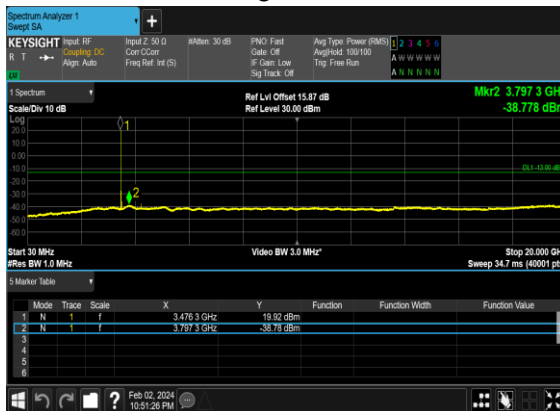 Spectrum Analyzer 1
Swept SA
KEYSIGHT Input: RF Input Z: 50 Ω #Atten: 30 dB PNO: Fast Avg Type: Power (RMS) 1 2 3 4 5 6
R T Coupling: DC Corr CCorr Gate: Off Avg|Hold: 100/100 A W W W W W
Align: Auto Freq Ref: Int (S) IF Gain: Low Trig: Free Run
Sig Track: Off A N N N N N
1 Spectrum Ref Lvl Offset 15.87 dB Mkr2 3.797 3 GH
Scale/Div 10 dB Ref Level 30.00 dBm -38.778 dB
Log
20.0
10.0
0.00
-10.0
-20.0
-30.0
-40.0
-50.0
-60.0
1
2
DL1 -13.00 dB
Start 30 MHz Video BW 3.0 MHz* Stop 20.000 GH
#Res BW 1.0 MHz Sweep 34.7 ms (40001 pt
5 Marker Table
Mode Trace Scale X Y Function Function Width Function Value
1 N 1 f 3.476 3 GHz 19.92 dBm
2 N 1 f 3.797 3 GHz -38.78 dBm
3
4
5
6
? Feb 02, 2024
10:51:26 PM